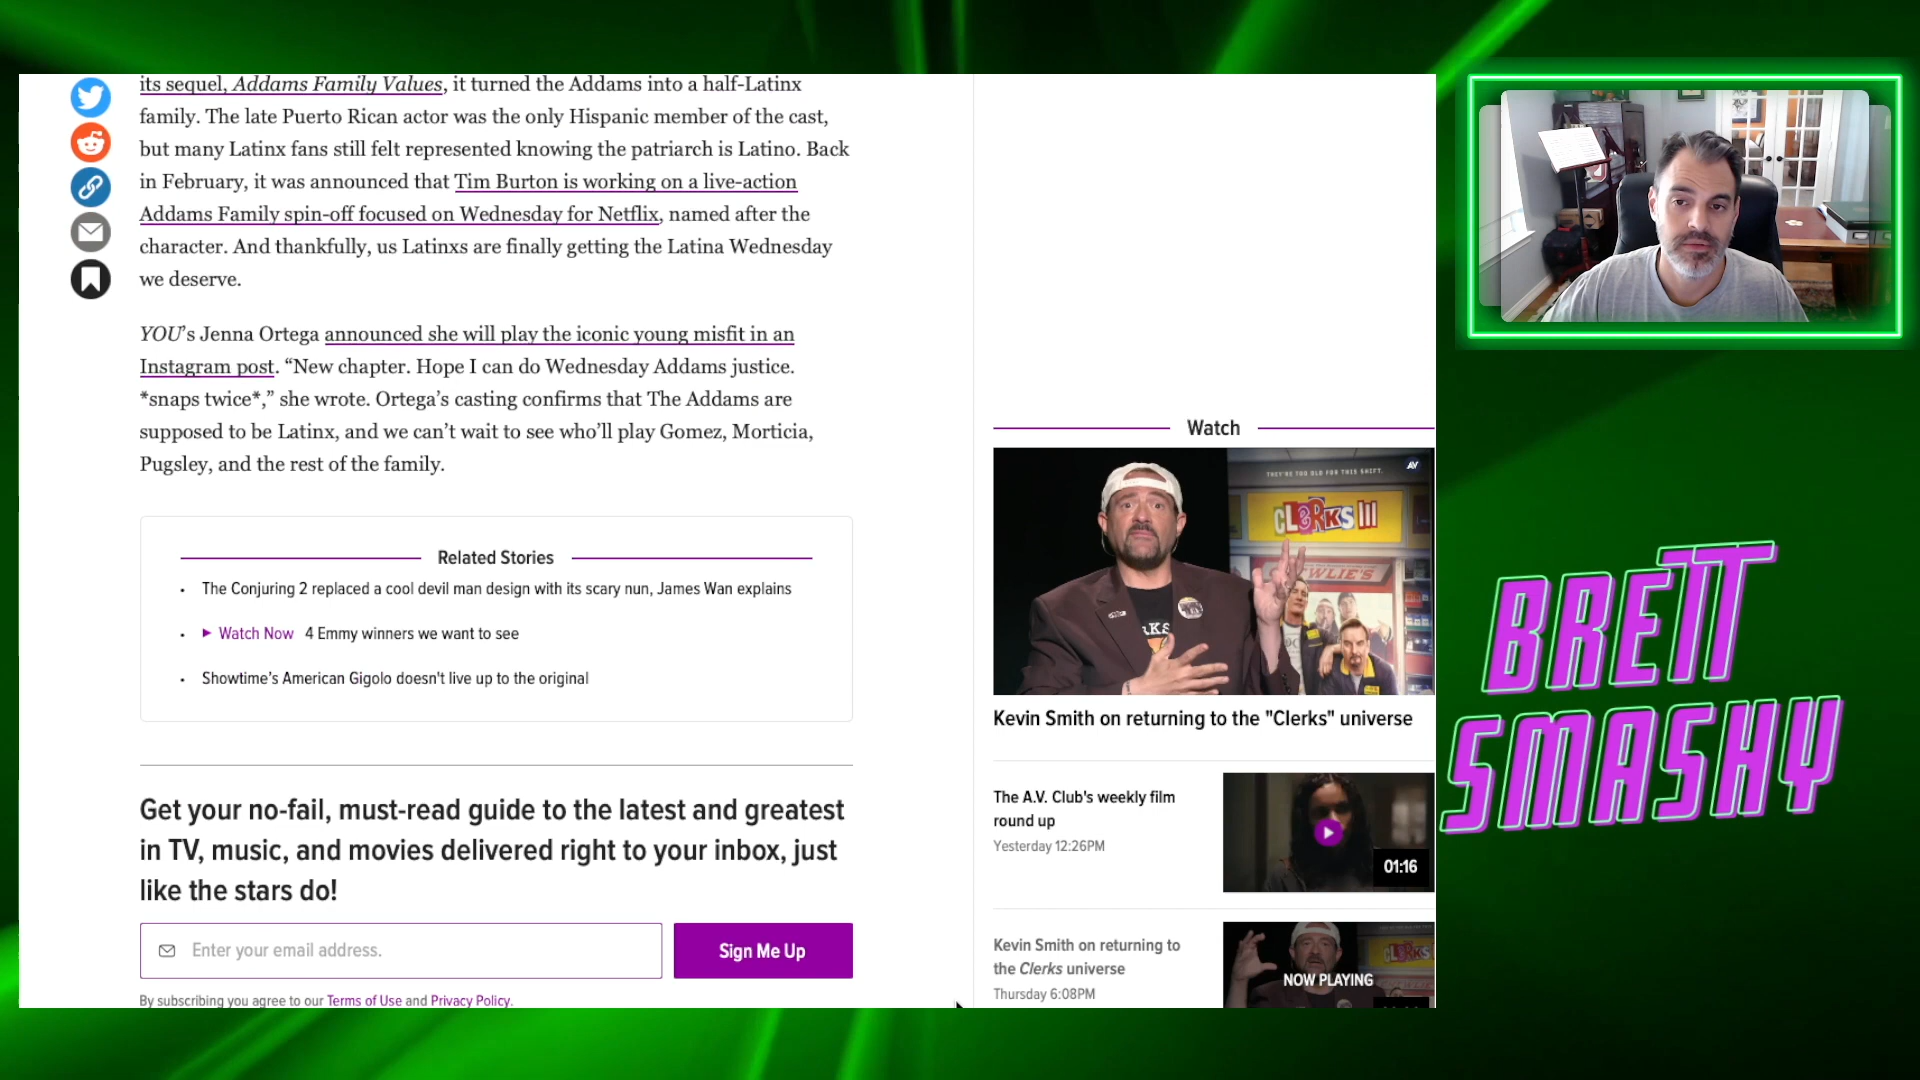 its sequel, Addams Family Values, it turned the Addams into a half-Latinx
family. The late Puerto Rican actor was the only Hispanic member of the cast,
but many Latinx fans still felt represented knowing the patriarch is Latino. Back
in February, it was announced that Tim Burton is working on a live-action
Addams Family spin-off focused on Wednesday for Netflix, named after the
character. And thankfully, us Latinxs are finally getting the Latina Wednesday
we deserve.
YOU's Jenna Ortega announced she will play the iconic young misfit in an
Instagram post. “New chapter. Hope I can do Wednesday Addams justice.
*snaps twice*,” she wrote. Ortega's casting confirms that The Addams are
supposed to be Latinx, and we can't wait to see who'll play Gomez, Morticia,
Pugsley, and the rest of the family.
Related Stories
The Conjuring 2 replaced a cool devil man design with its scary nun, James Wan explains
Watch Now 4 Emmy winners we want to see
Showtime's American Gigolo doesn't live up to the original
Get your no-fail, must-read guide to the latest and greatest
in TV, music, and movies delivered right to your inbox, just
like the stars do!
Enter your email address.
Sign Me Up
By subscribing you agree to our Terms of Use and Privacy Policy.
Watch
THEY'RE TOO OLD FOR THIS SHIFT.
AV
CLERKS III
Kevin Smith on returning to the "Clerks" universe
The A.V. Club's weekly film
round up
Yesterday 12:26PM
01:16
Kevin Smith on returning to
the Clerks universe
Thursday 6:08PM
NOW PLAYING
BRETT
SMASHY